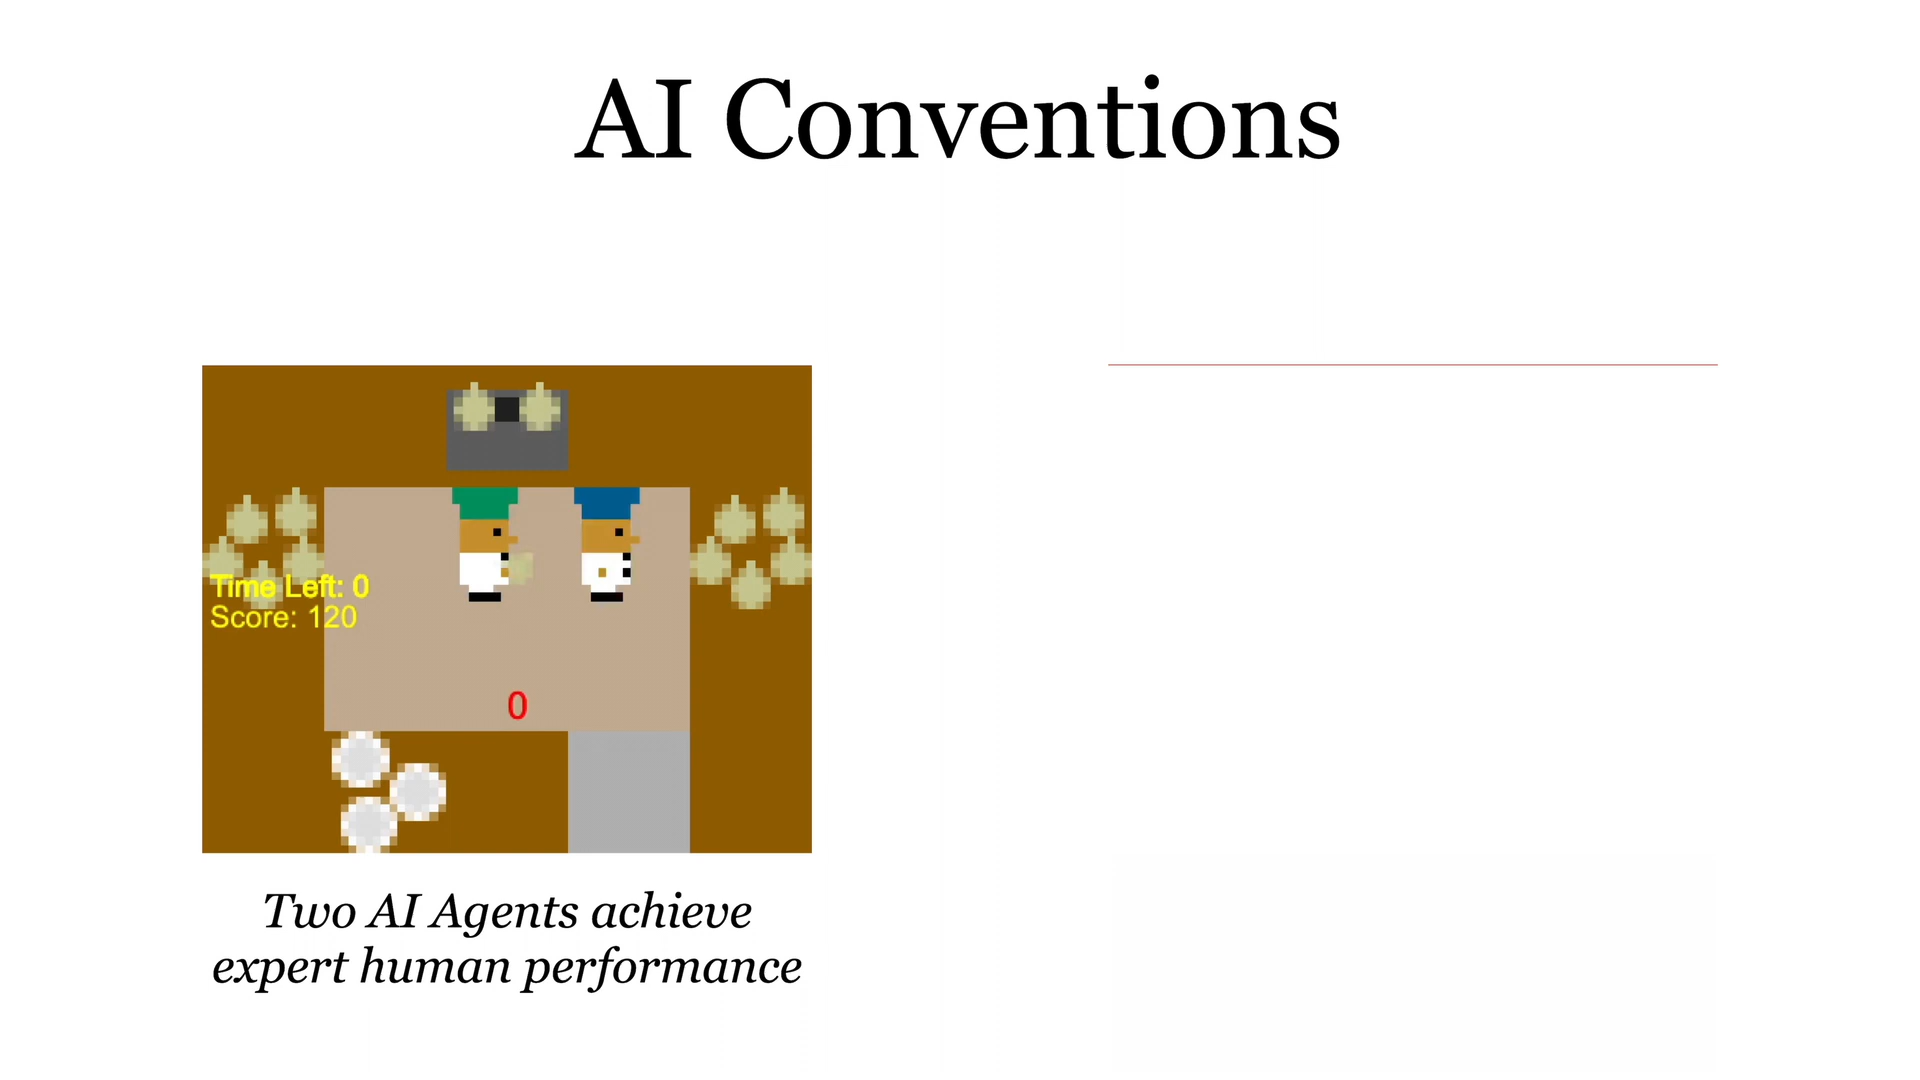 AI Conventions
Time Left: 0
Score: 120
0
Two AI Agents achieve
expert human performance